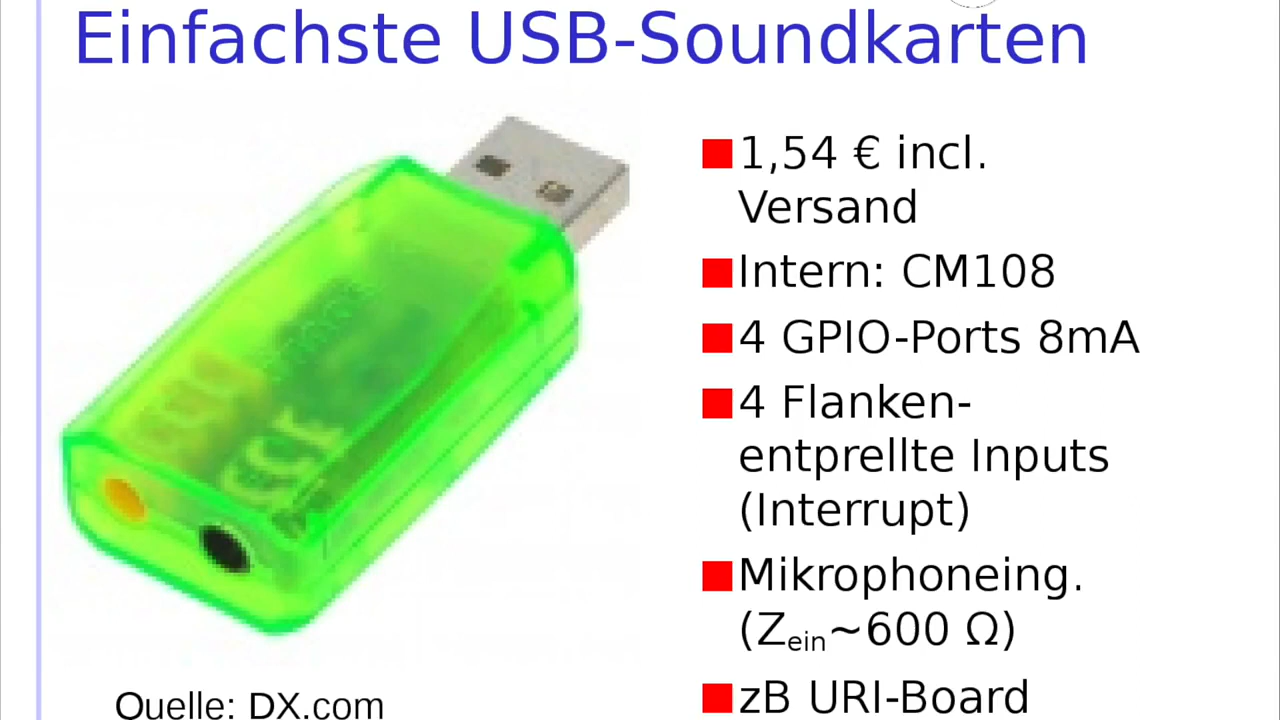 Einfachste USB-Soundkarten
1,54 € incl.
Versand
Intern: CM108
4 GPIO-Ports 8mA
4 Flanken-
entprellte Inputs
(Interrupt)
Mikrophoneing.
(Zein~600 Ω)
zB URI-Board
Quelle: DX.com